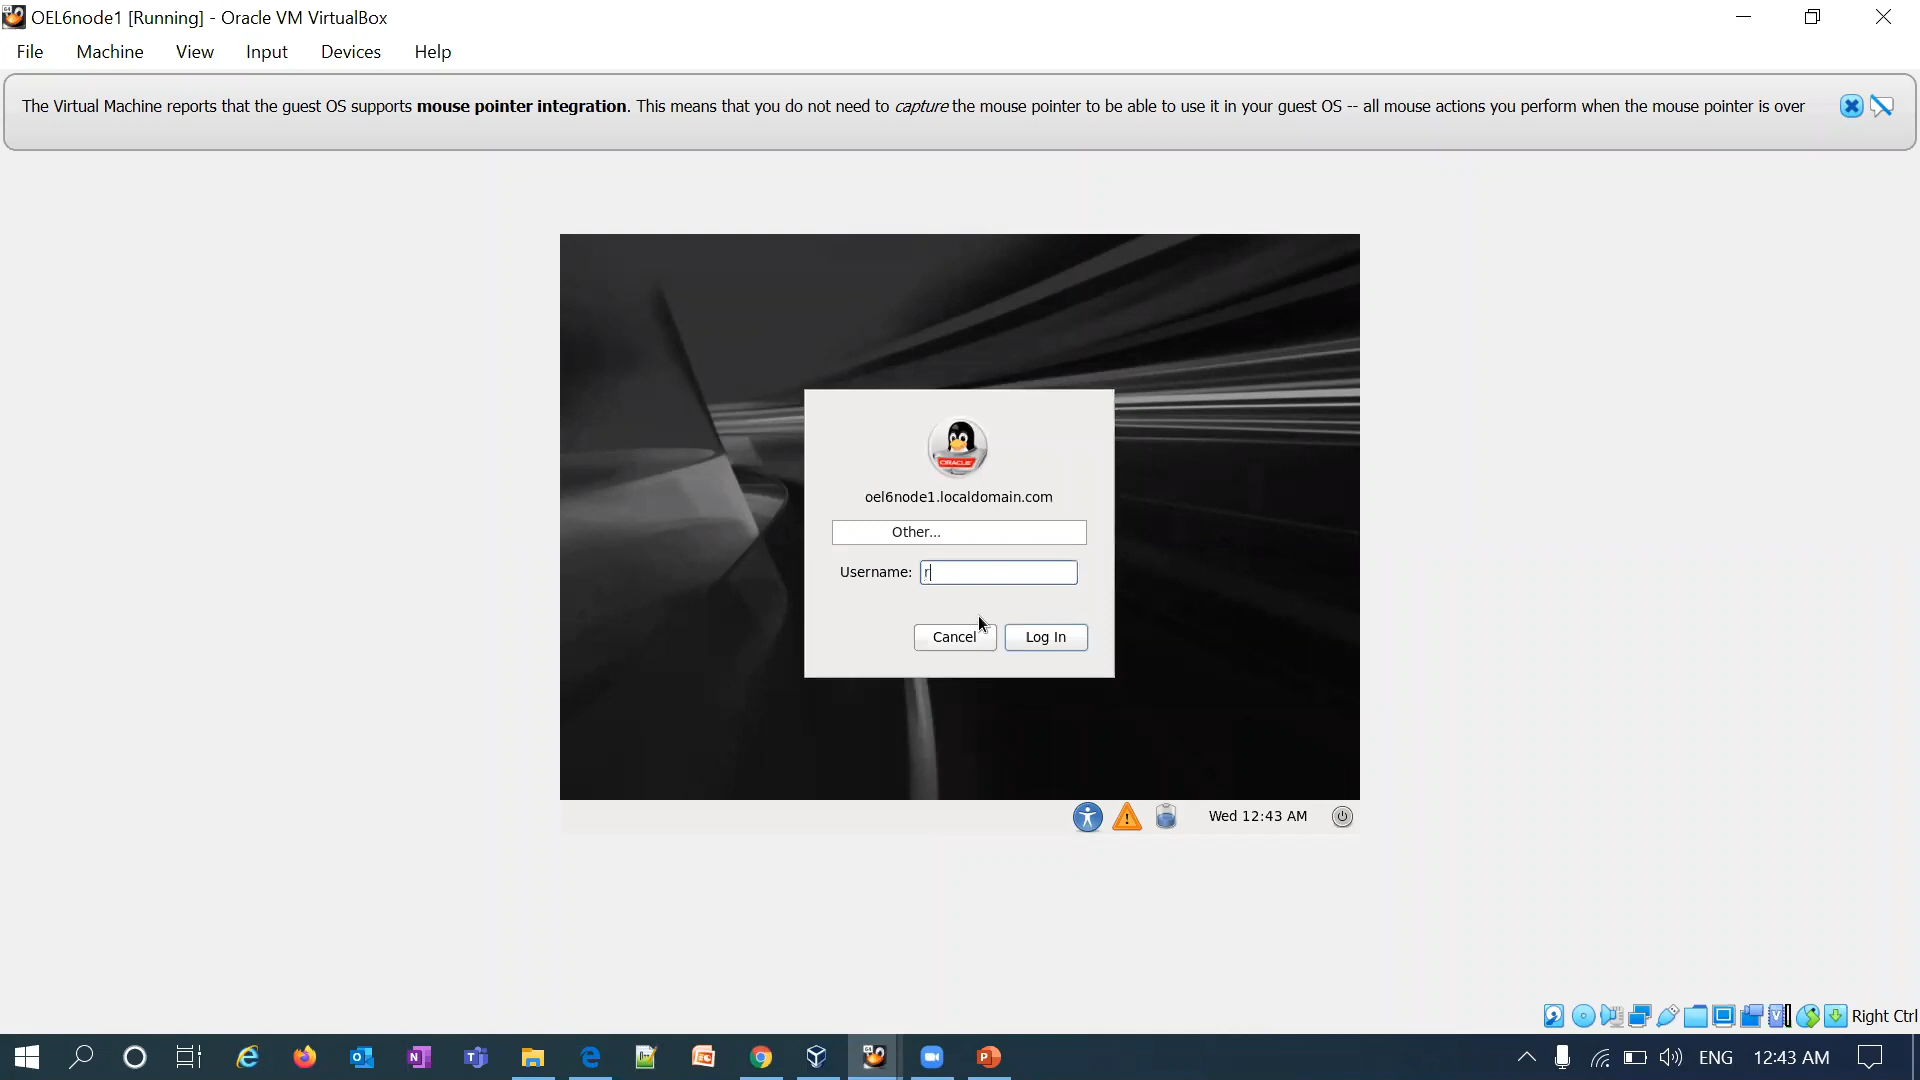 OEL6node1 [Running] - Oracle VM VirtualBox
File Machine View Input Devices Help
The Virtual Machine reports that the guest OS supports mouse pointer integration. This means that you do not need to capture the mouse pointer to be able to use it in your guest OS -- all mouse actions you perform when the mouse pointer is over
ORACLE
oel6node1.localdomain.com
Other...
Username: r
Cancel Log In
Wed 12:43 AM
Right Ctrl
ENG 12:43 AM